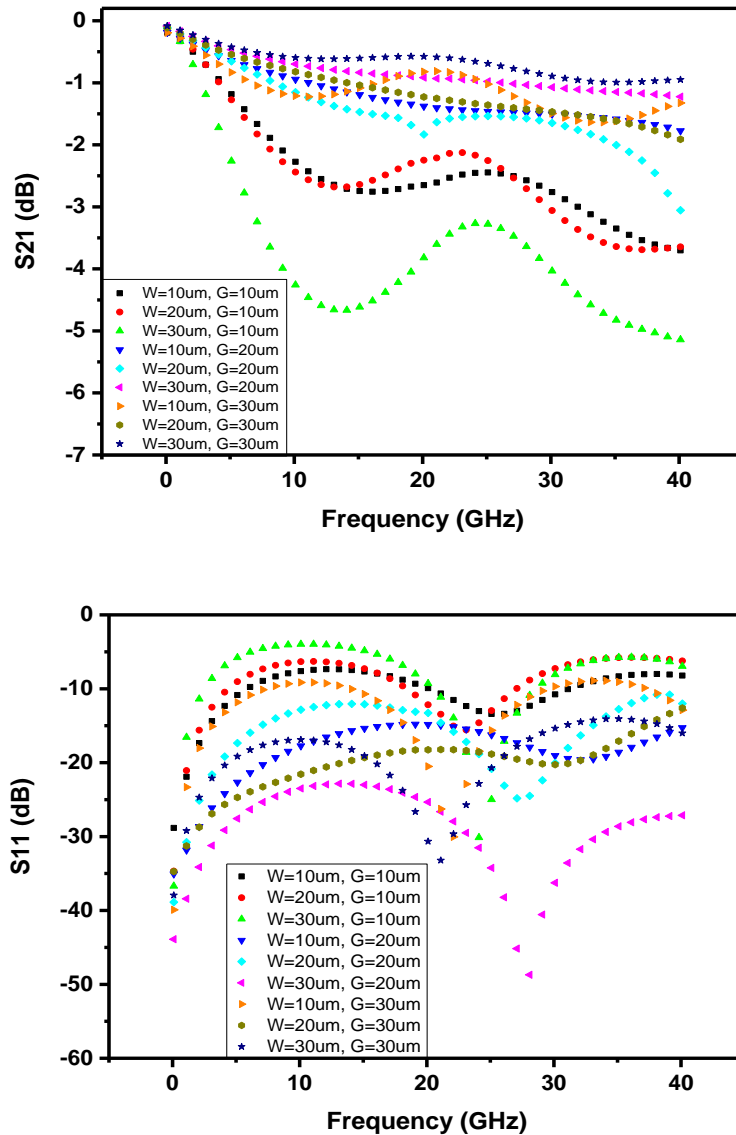 0
-1
-2
-3
-4
-5
-6
-7
S21 (dB)
W=10um, G=10um
W=20um, G=10um
W=30um, G=10um
W=10um, G=20um
W=20um, G=20um
W=30um, G=20um
W=10um, G=30um
W=20um, G=30um
W=30um, G=30um
0 10 20 30 40
Frequency (GHz)
0
-10
-20
-30
-40
-50
-60
S11 (dB)
W=10um, G=10um
W=20um, G=10um
W=30um, G=10um
W=10um, G=20um
W=20um, G=20um
W=30um, G=20um
W=10um, G=30um
W=20um, G=30um
W=30um, G=30um
0 10 20 30 40
Frequency (GHz)